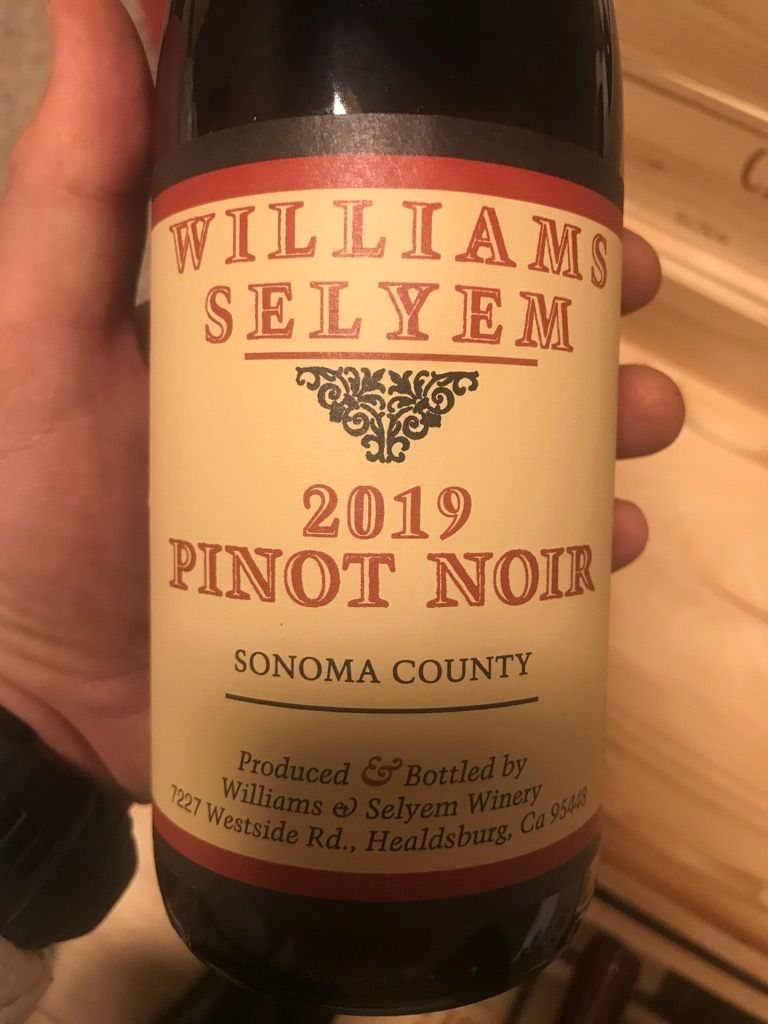 WILLIAMS
SELYEM
2019
PINOT NOIR
SONOMA COUNTY
Produced & Bottled by
Williams & Selyem Winery
7227 Westside Rd., Healdsburg, Ca 95448